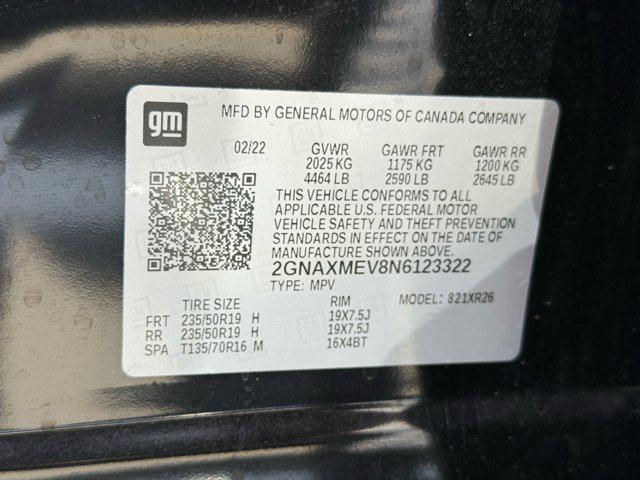 gm
MFD BY GENERAL MOTORS OF CANADA COMPANY
02/22 GVWR GAWR FRT GAWR RR
2025 KG 1175 KG 1200 KG
4464 LB 2590 LB 2645 LB
THIS VEHICLE CONFORMS TO ALL
APPLICABLE U.S. FEDERAL MOTOR
VEHICLE SAFETY AND THEFT PREVENTION
STANDARDS IN EFFECT ON THE DATE OF
MANUFACTURE SHOWN ABOVE.
2GNAXMEV8N6123322
TYPE: MPV MODEL: 821XR26
TIRE SIZE RIM
FRT 235/50R19 H 19X7.5J
RR 235/50R19 H 19X7.5J
SPA T135/70R16 M 16X4BT